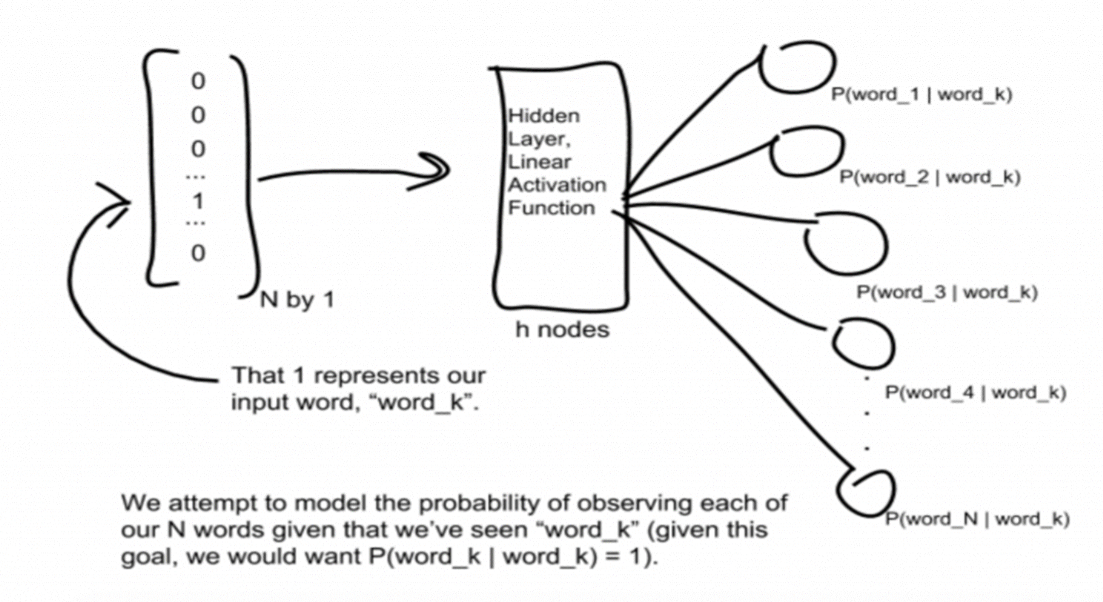 0
0
0
...
1
...
0
N by 1
That 1 represents our
input word, “word_k”.
Hidden
Layer,
Linear
Activation
Function
h nodes
P(word_1 | word_k)
P(word_2 | word_k)
P(word_3 | word_k)
P(word_4 | word_k)
.
.
.
P(word_N | word_k)
We attempt to model the probability of observing each of
our N words given that we’ve seen “word_k” (given this
goal, we would want P(word_k | word_k) = 1).